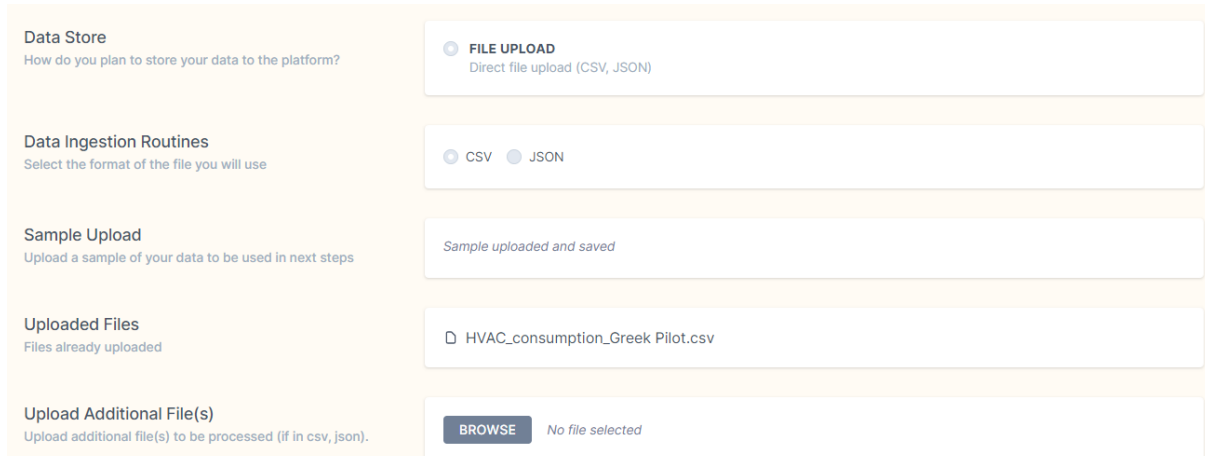 Data Store
How do you plan to store your data to the platform?
FILE UPLOAD
Direct file upload (CSV, JSON)
Data Ingestion Routines
Select the format of the file you will use
CSV JSON
Sample Upload
Upload a sample of your data to be used in next steps
Sample uploaded and saved
Uploaded Files
Files already uploaded
HVAC_consumption_Greek Pilot.csv
Upload Additional File(s)
Upload additional file(s) to be processed (if in csv, json).
BROWSE No file selected